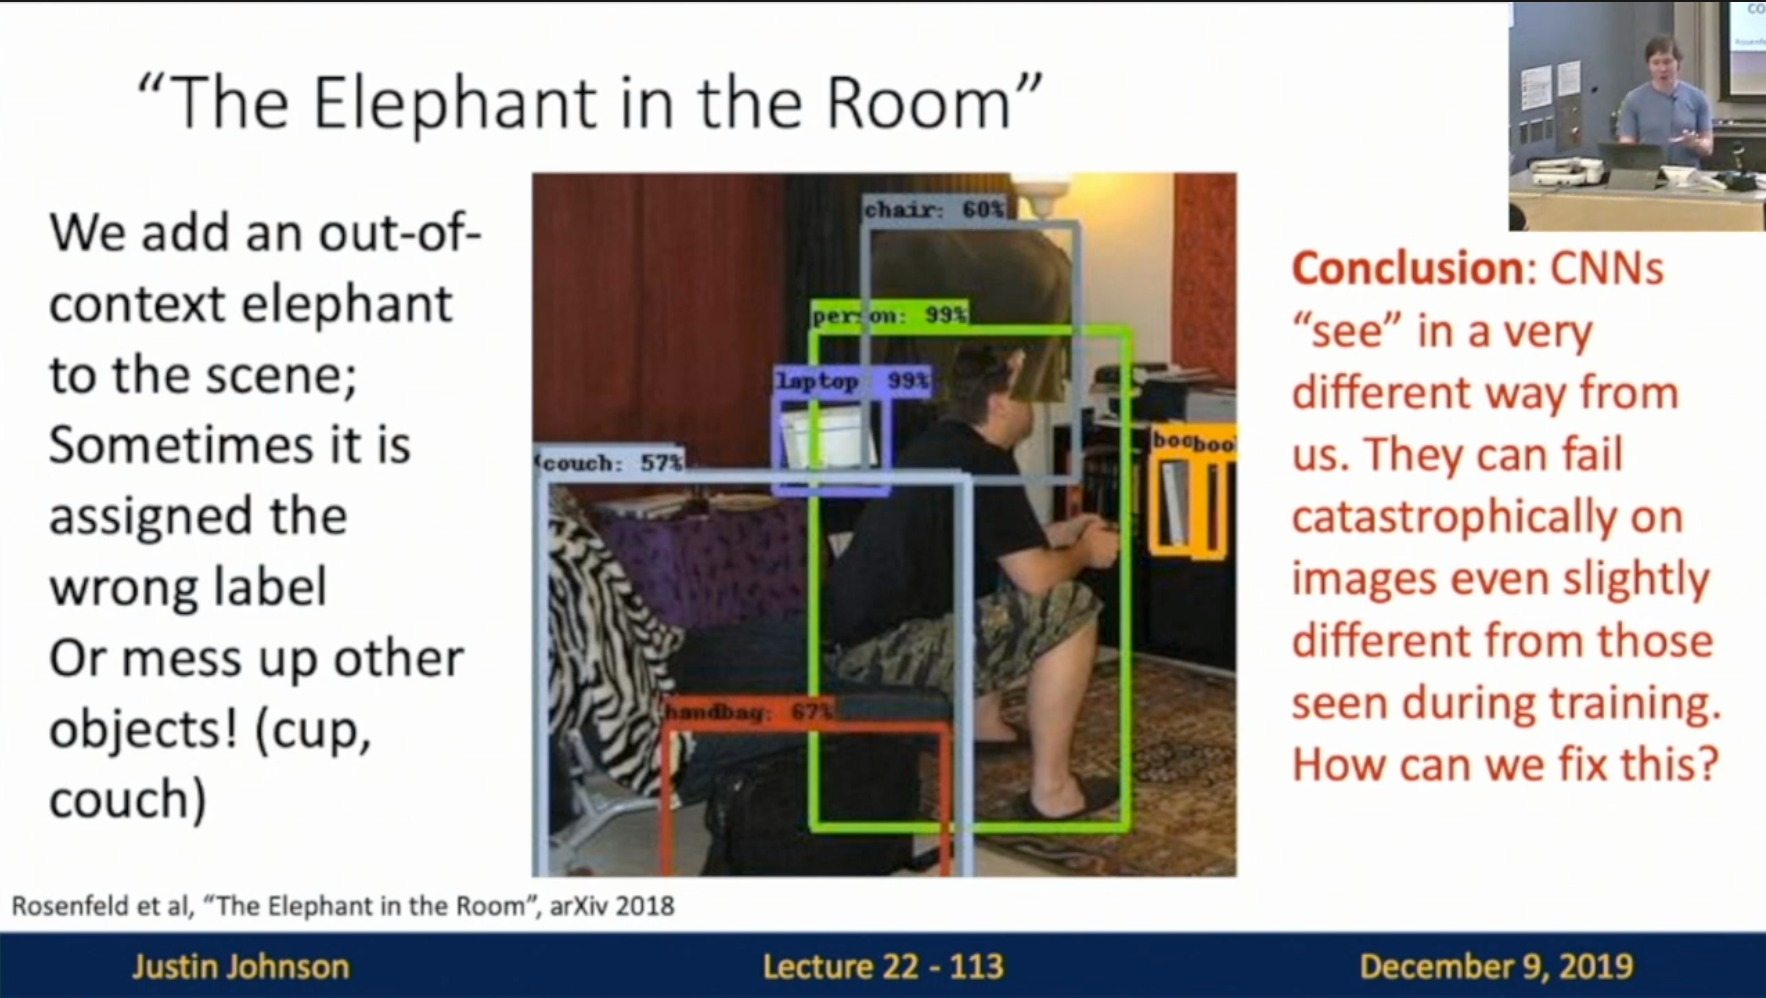 “The Elephant in the Room”
We add an out-of-
context elephant
to the scene;
Sometimes it is
assigned the
wrong label
Or mess up other
objects! (cup,
couch)
chair: 60%
person: 99%
laptop 99%
couch: 57%
boo
boo
handbag: 67%
Conclusion: CNNs
“see” in a very
different way from
us. They can fail
catastrophically on
images even slightly
different from those
seen during training.
How can we fix this?
Rosenfeld et al, “The Elephant in the Room”, arXiv 2018
Justin Johnson
Lecture 22 - 113
December 9, 2019